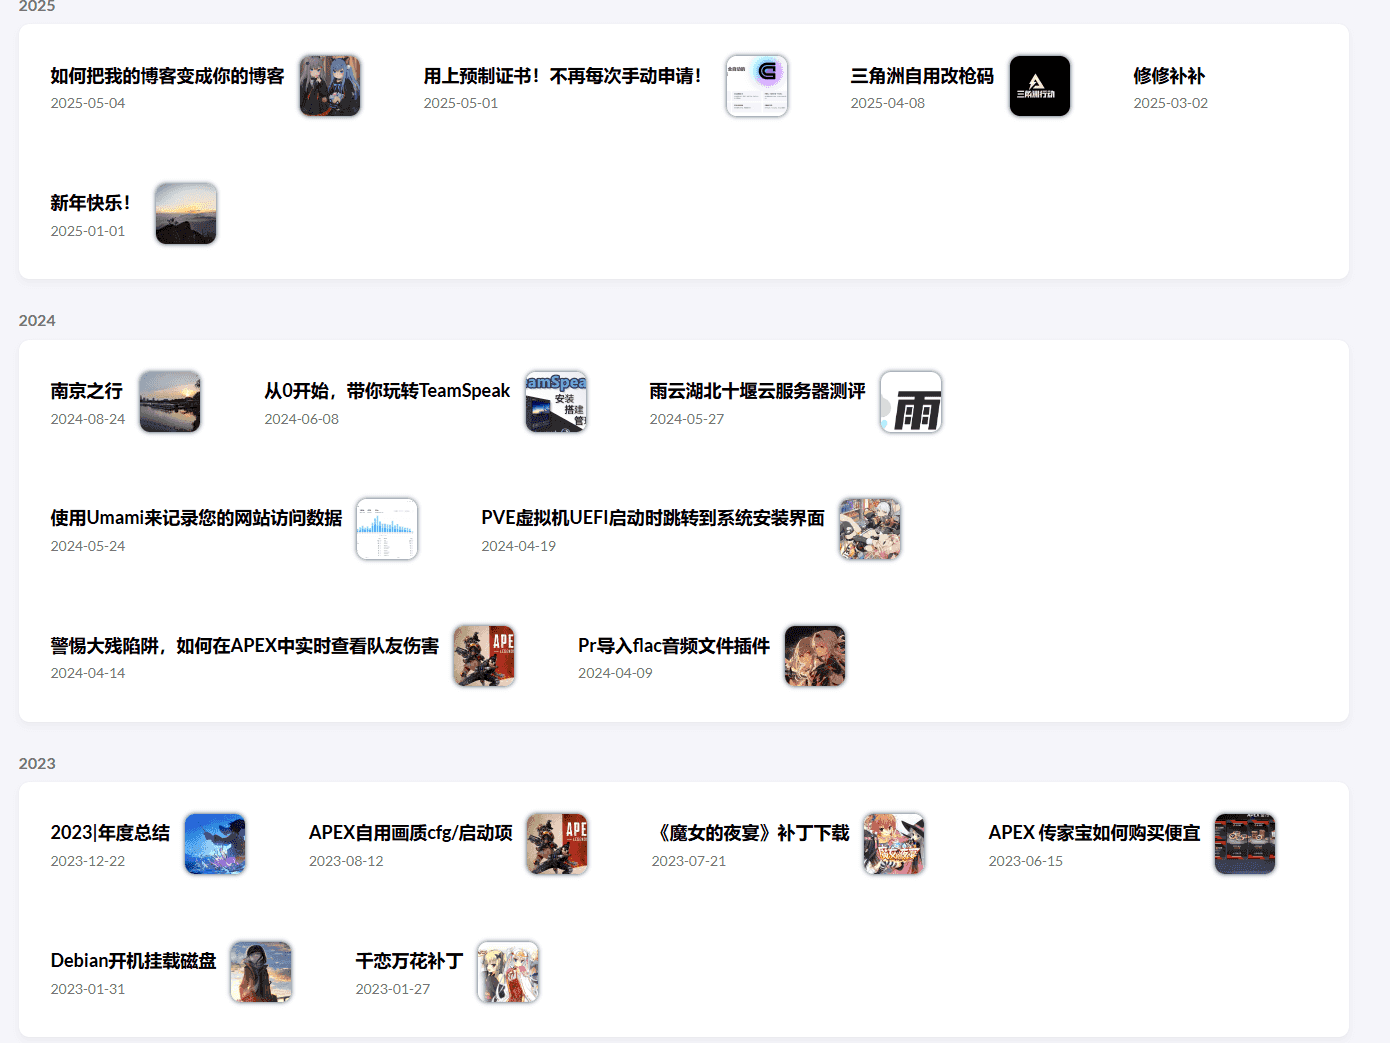 2025
如何把我的博客变成你的博客
2025-05-04
用上预制证书！不再每次手动申请！
2025-05-01
三角洲自用改枪码
2025-04-08
三角洲行动
修修补补
2025-03-02
新年快乐！
2025-01-01
2024
南京之行
2024-08-24
从0开始，带你玩转TeamSpeak
2024-06-08
eamSpea
安装
搭建
管
雨云湖北十堰云服务器测评
2024-05-27
雨
使用Umami来记录您的网站访问数据
2024-05-24
PVE虚拟机UEFI启动时跳转到系统安装界面
2024-04-19
警惕大残陷阱，如何在APEX中实时查看队友伤害
2024-04-14
APE
Pr导入flac音频文件插件
2024-04-09
2023
2023|年度总结
2023-12-22
APEX自用画质cfg/启动项
2023-08-12
APE
《魔女的夜宴》补丁下载
2023-07-21
APEX 传家宝如何购买便宜
2023-06-15
Debian开机挂载磁盘
2023-01-31
千恋万花补丁
2023-01-27